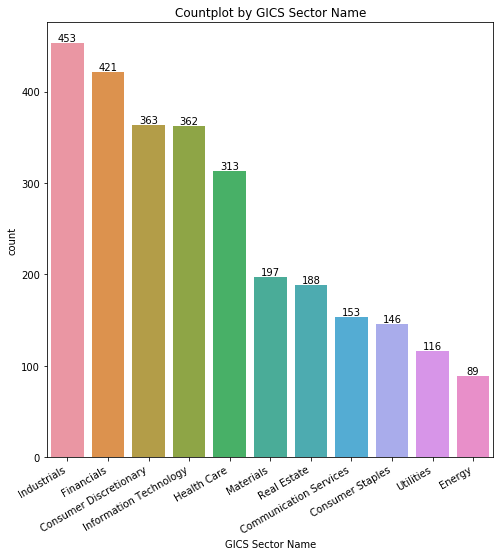 Countplot by GICS Sector Name
453
421
363
362
313
197
188
153
146
116
89
count
400
300
200
100
0
Industrials
Financials
Consumer Discretionary
Information Technology
Health Care
Materials
Real Estate
Communication Services
Consumer Staples
Utilities
Energy
GICS Sector Name